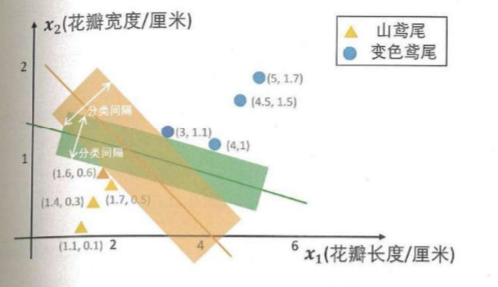 x₂(花瓣宽度/厘米)
山鸢尾
变色鸢尾
2
(5, 1.7)
(4.5, 1.5)
分类间隔
(3, 1.1)
(4,1)
1
分类间隔
(1.6, 0.6)
(1.7, 0.5)
(1.4, 0.3)
(1.1, 0.1)
2
4
6
x₁(花瓣长度/厘米)